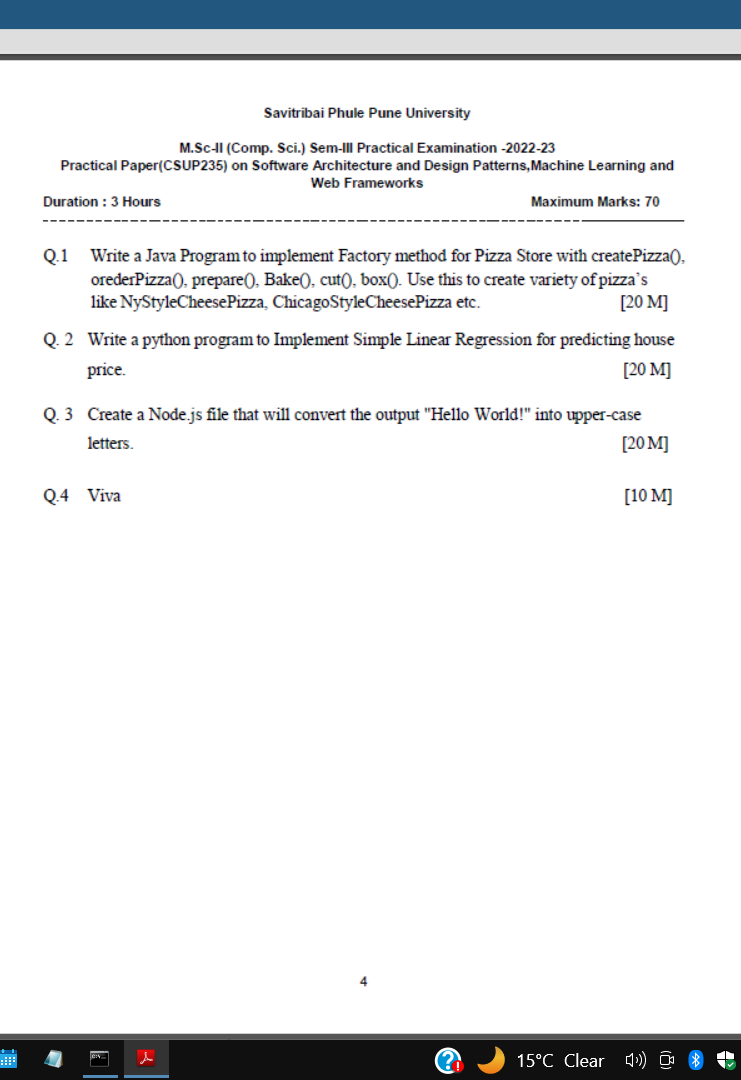 Savitribai Phule Pune University
M.Sc-II (Comp. Sci.) Sem-III Practical Examination -2022-23
Practical Paper(CSUP235) on Software Architecture and Design Patterns,Machine Learning and
Web Frameworks
Duration : 3 Hours Maximum Marks: 70
Q.1 Write a Java Program to implement Factory method for Pizza Store with createPizza(),
orederPizza(), prepare(), Bake(), cut(), box(). Use this to create variety of pizza's
like NyStyleCheesePizza, ChicagoStyleCheesePizza etc. [20 M]
Q. 2 Write a python program to Implement Simple Linear Regression for predicting house
price. [20 M]
Q. 3 Create a Node.js file that will convert the output "Hello World!" into upper-case
letters. [20 M]
Q.4 Viva [10 M]
4
15°C Clear